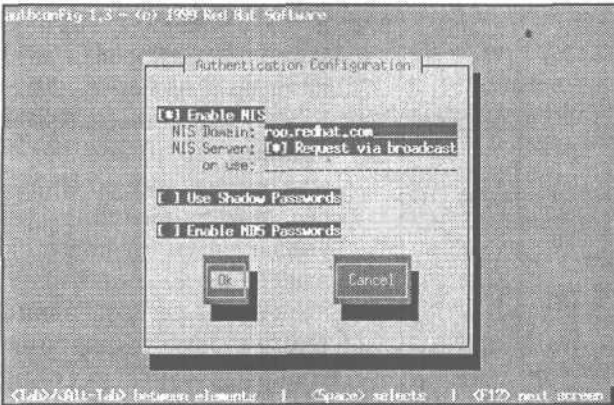 authconfig 1.3 - (c) 1999 Red Hat Software
Authentication Configuration
[*] Enable NIS
NIS Domain: roo.redhat.com
NIS Server: [*] Request via broadcast
or use:
[ ] Use Shadow Passwords
[ ] Enable MD5 Passwords
Ok Cancel
<Tab>/<Alt-Tab> between elements | <Space> selects | <F12> next screen